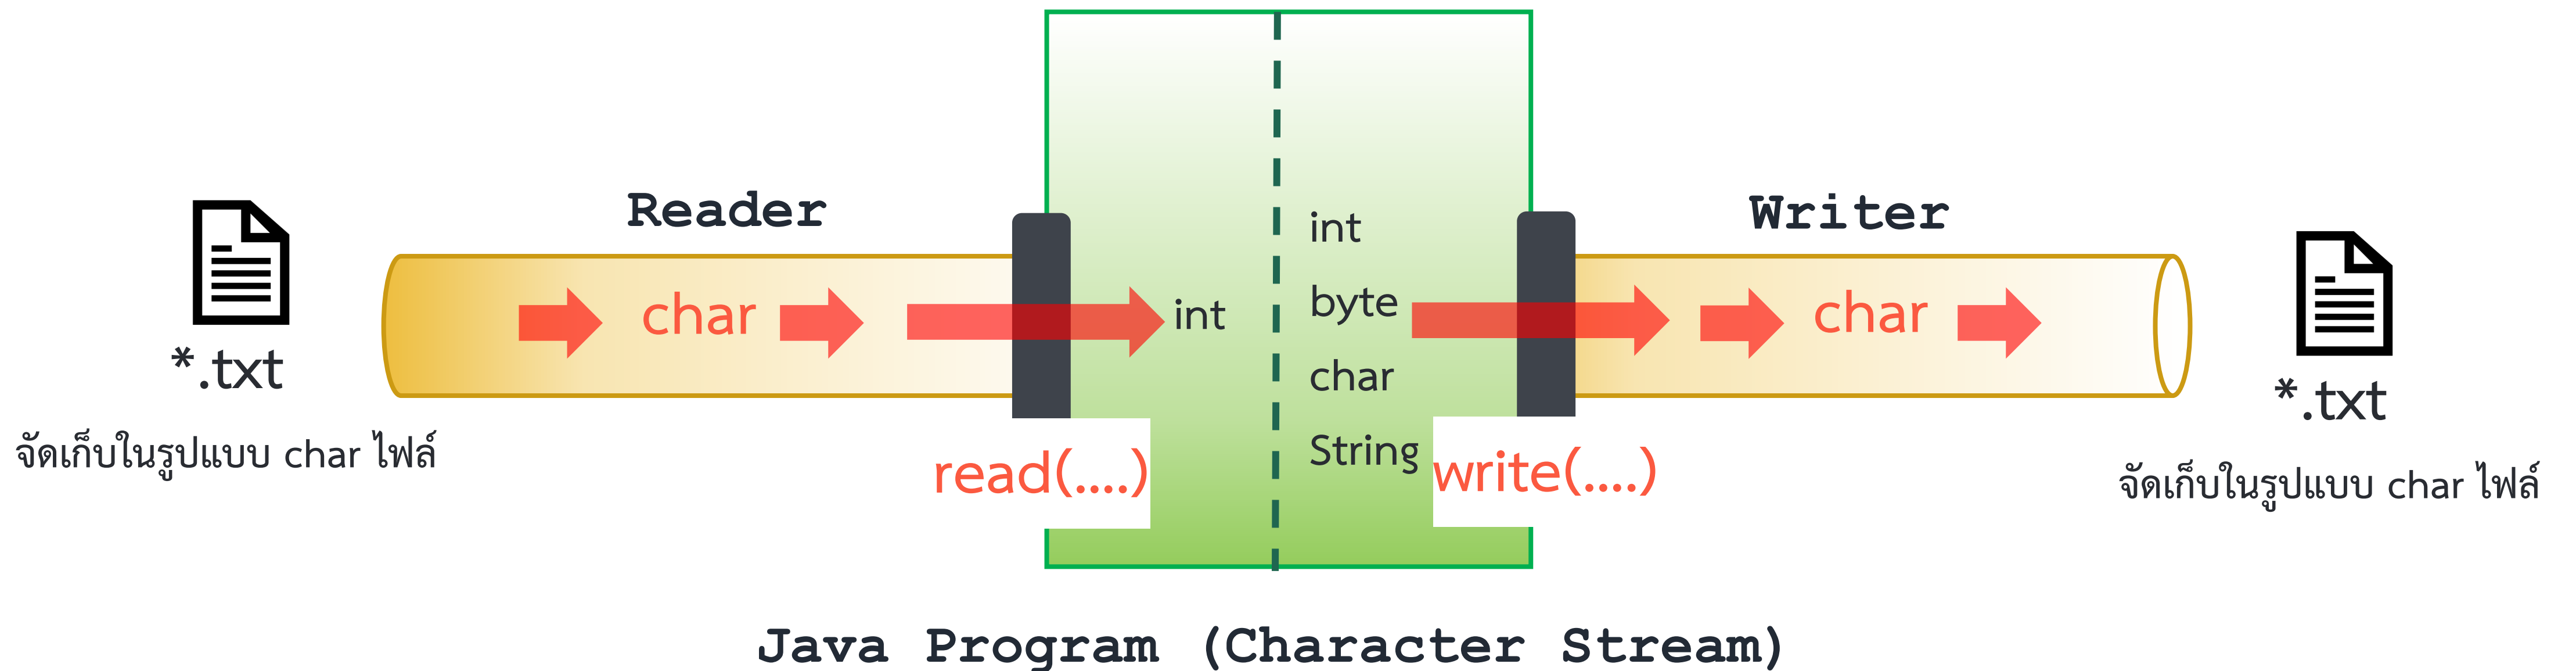 Reader
*.txt
จัดเก็บในรูปแบบ char ไฟล์
char
int
read(....)
int
byte
char
String
write(....)
Writer
char
*.txt
จัดเก็บในรูปแบบ char ไฟล์
Java Program (Character Stream)